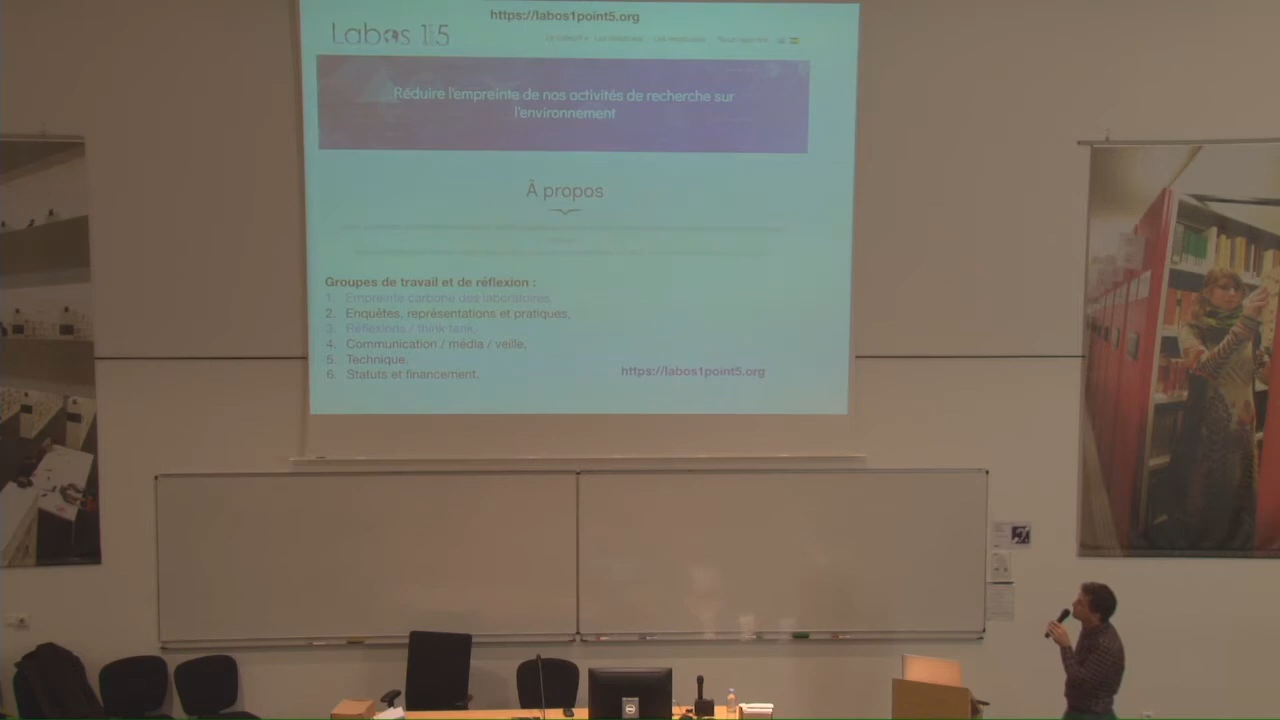 https://labos1point5.org
Labos 1 5
Réduire l'empreinte de nos activités de recherche sur
l'environnement
À propos
Groupes de travail et de réflexion :
1. Empreinte carbone des laboratoires
2. Enquêtes, représentations et pratiques,
3. Réflexions / think tank,
4. Communication / média / veille,
5. Technique,
6. Statuts et financement.
https://labos1point5.org